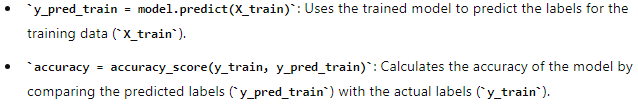 • `y_pred_train = model.predict(X_train)`: Uses the trained model to predict the labels for the
training data (`X_train`).
• `accuracy = accuracy_score(y_train, y_pred_train)`: Calculates the accuracy of the model by
comparing the predicted labels (`y_pred_train`) with the actual labels (`y_train`).